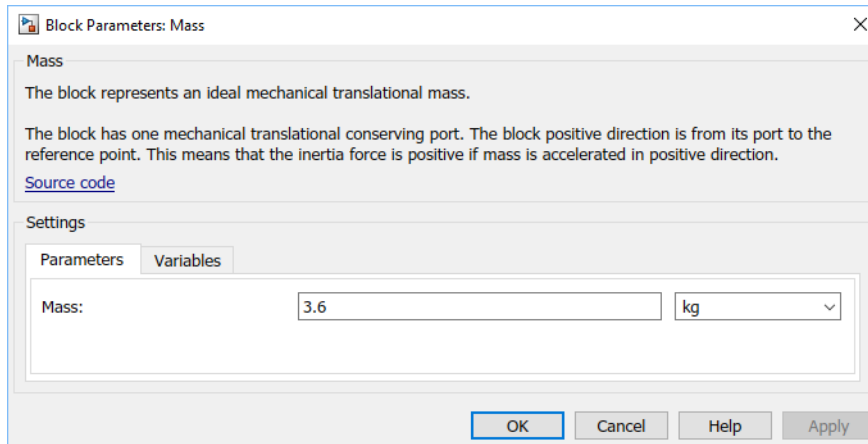 Block Parameters: Mass
Mass
The block represents an ideal mechanical translational mass.
The block has one mechanical translational conserving port. The block positive direction is from its port to the
reference point. This means that the inertia force is positive if mass is accelerated in positive direction.
Source code
Settings
Parameters Variables
Mass: 3.6 kg
OK Cancel Help Apply